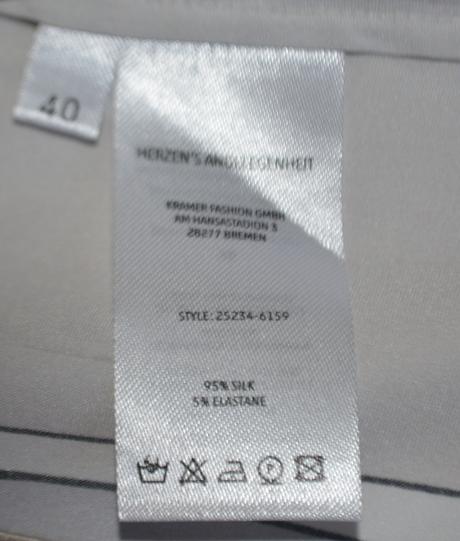 40
HERZEN'S ANGELEGENHEIT
KRAMER FASHION GMBH
AM HANSASTADION 3
28277 BREMEN
STYLE: 25234-6159
95% SILK
5% ELASTANE
P